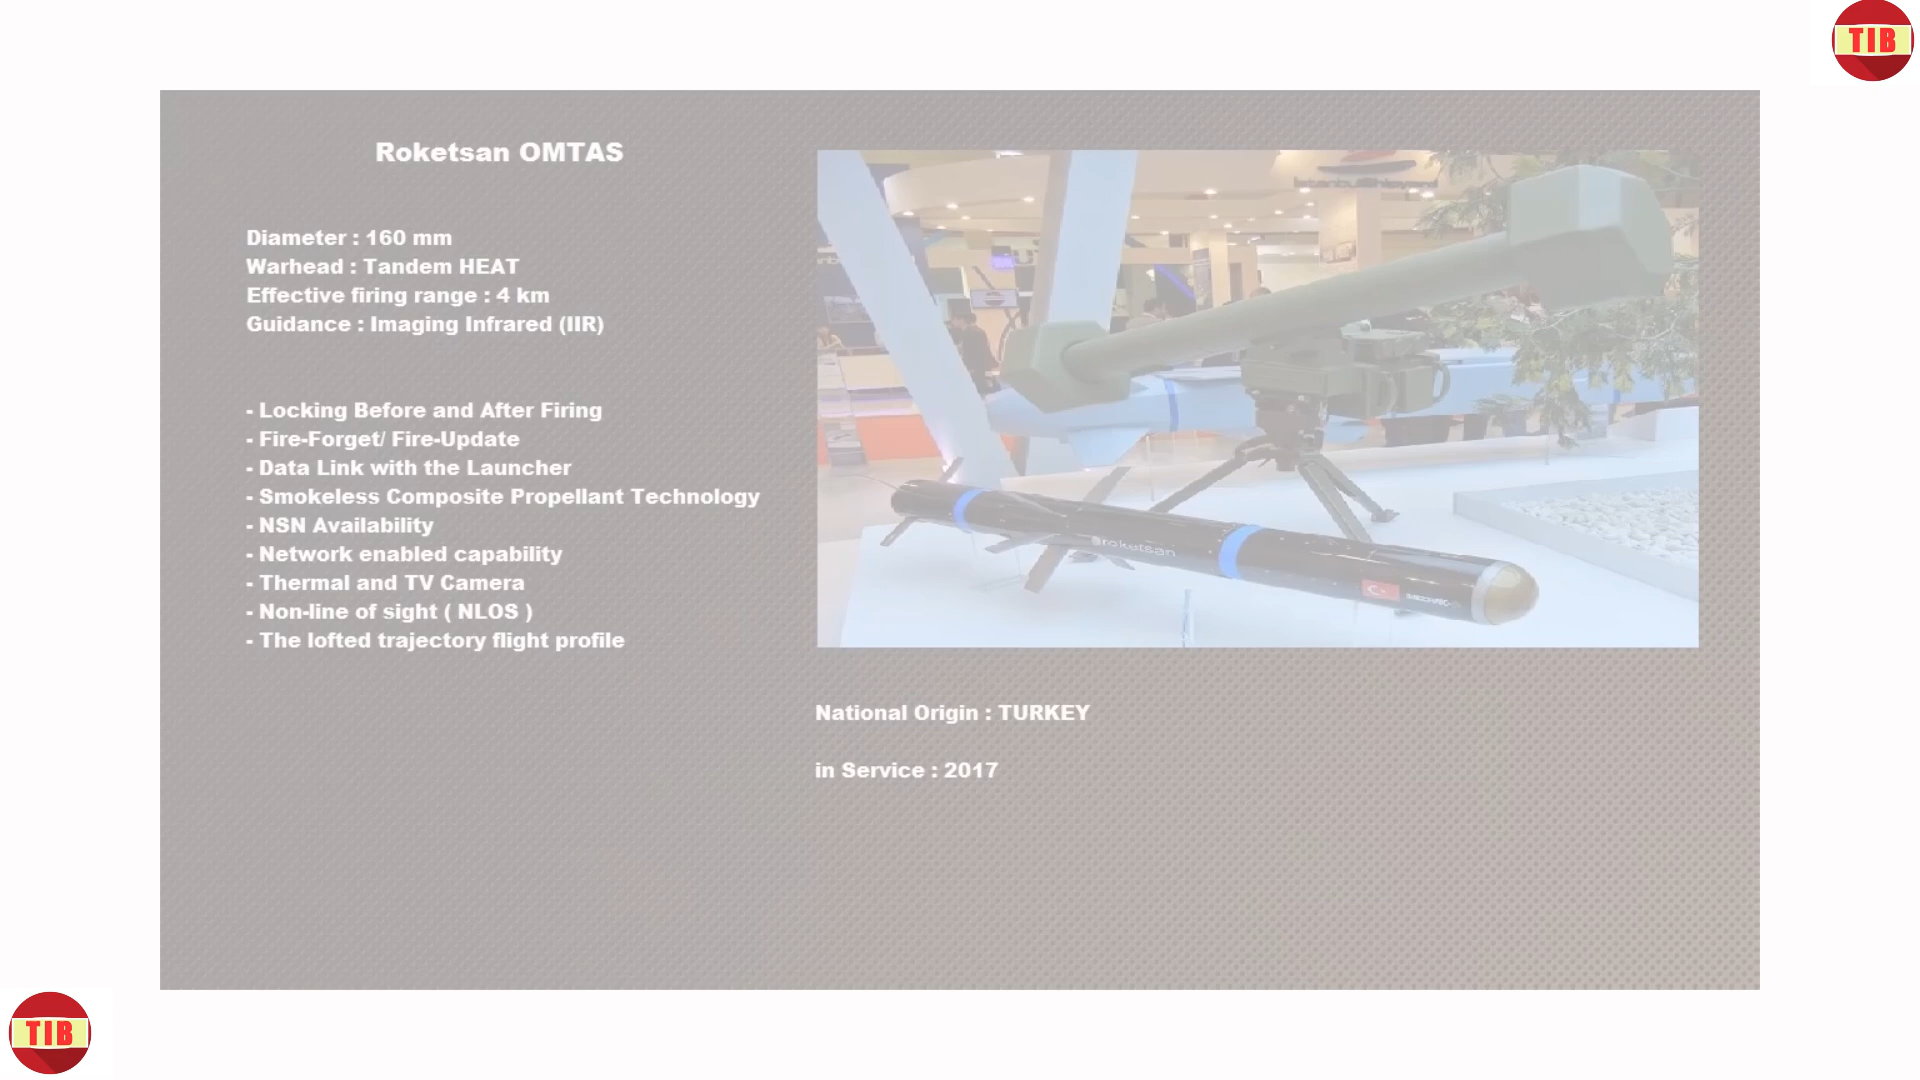 TIB
Roketsan OMTAS
Diameter : 160 mm
Warhead : Tandem HEAT
Effective firing range : 4 km
Guidance : Imaging Infrared (IIR)
- Locking Before and After Firing
- Fire-Forget/ Fire-Update
- Data Link with the Launcher
- Smokeless Composite Propellant Technology
- NSN Availability
- Network enabled capability
- Thermal and TV Camera
- Non-line of sight ( NLOS )
- The lofted trajectory flight profile
roketsan
National Origin : TURKEY
in Service : 2017
TIB